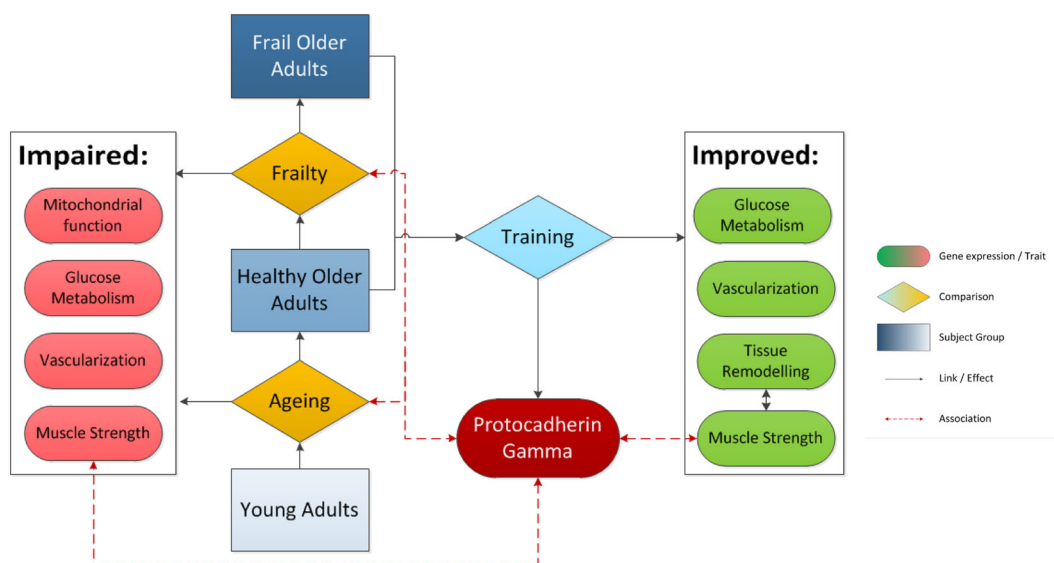 Frail Older
Adults
Impaired:
Mitochondrial
function
Glucose
Metabolism
Vascularization
Muscle Strength
Frailty
Healthy Older
Adults
Ageing
Young Adults
Training
Protocadherin
Gamma
Improved:
Glucose
Metabolism
Vascularization
Tissue
Remodelling
Muscle Strength
Gene expression / Trait
Comparison
Subject Group
Link / Effect
Association